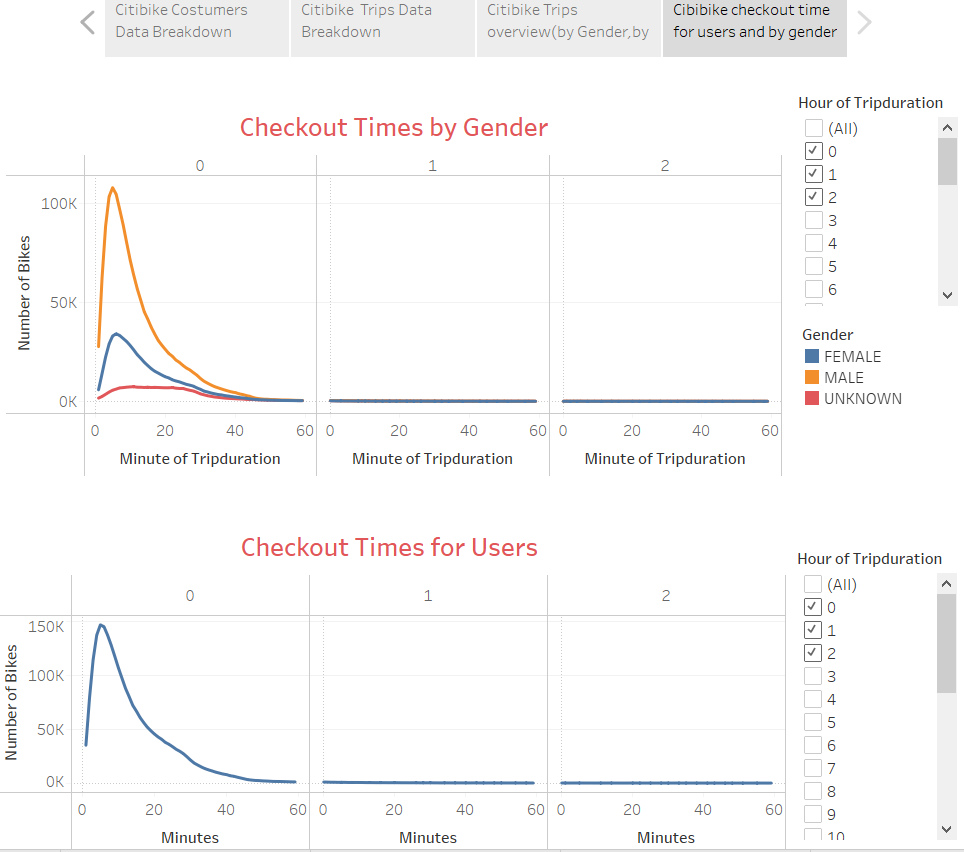 Citibike Costumers
Data Breakdown
Citibike Trips Data
Breakdown
Citibike Trips
overview(by Gender,by
Cibibike checkout time
for users and by gender
Checkout Times by Gender
0 1 2
100K
50K
0K
Number of Bikes
0 20 40 60 0 20 40 60 0 20 40 60
Minute of Tripduration Minute of Tripduration Minute of Tripduration
Hour of Tripduration
(All)
0
1
2
3
4
5
6
Gender
FEMALE
MALE
UNKNOWN
Checkout Times for Users
0 1 2
150K
100K
50K
0K
Number of Bikes
0 20 40 60 0 20 40 60 0 20 40 60
Minutes Minutes Minutes
Hour of Tripduration
(All)
0
1
2
3
4
5
6
7
8
9
10